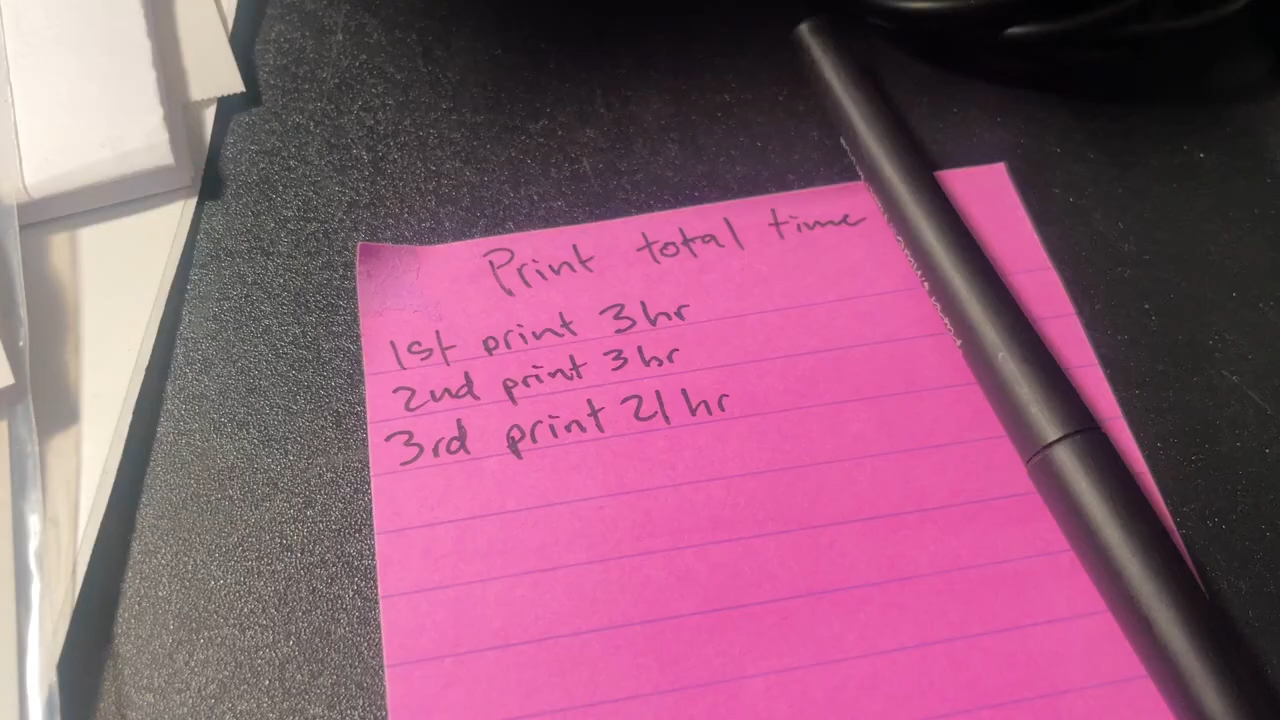 Print total time
1st print 3hr
2nd print 3hr
3rd print 21hr